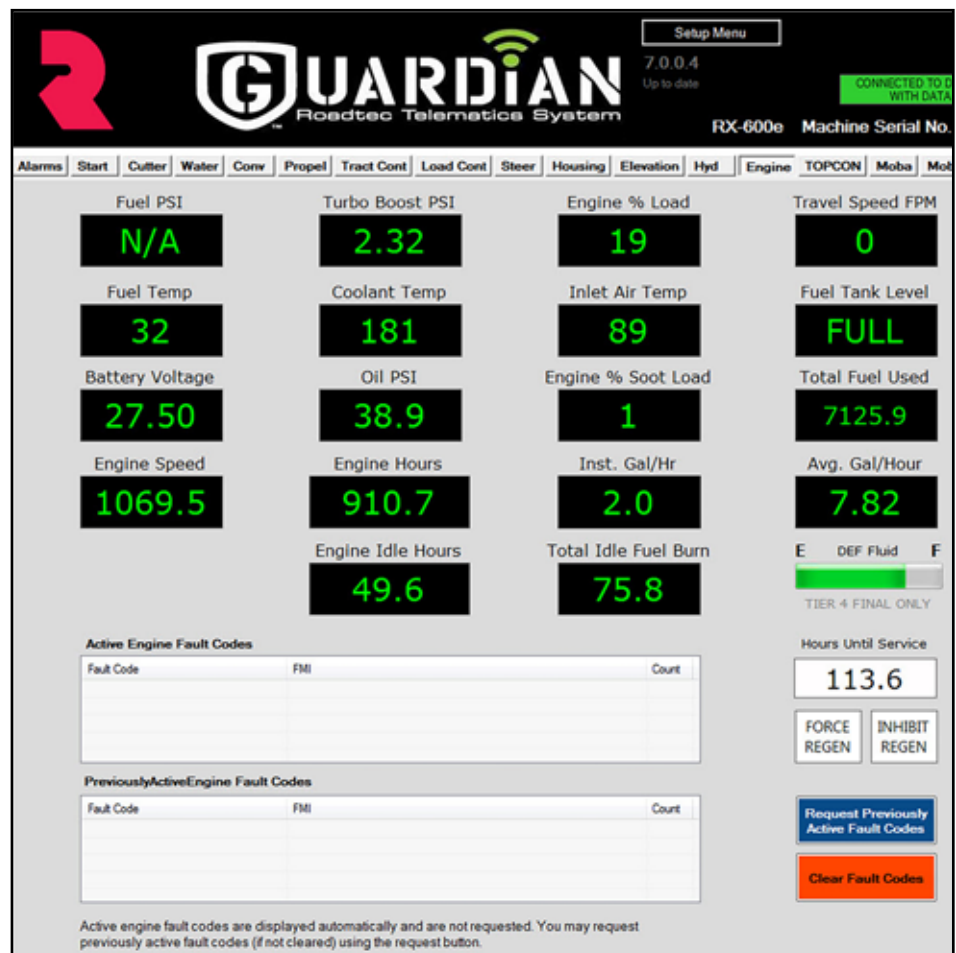 Setup Menu
GUARDIAN
7.0.0.4
Up to date
CONNECTED TO D
WITH DATA
Roadtec Telematics System
™
RX-600e Machine Serial No.
Alarms Start Cutter Water Conv Propel Tract Cont Load Cont Steer Housing Elevation Hyd Engine TOPCON Moba Mob
Fuel PSI Turbo Boost PSI Engine % Load Travel Speed FPM
N/A 2.32 19 0
Fuel Temp Coolant Temp Inlet Air Temp Fuel Tank Level
32 181 89 FULL
Battery Voltage Oil PSI Engine % Soot Load Total Fuel Used
27.50 38.9 1 7125.9
Engine Speed Engine Hours Inst. Gal/Hr Avg. Gal/Hour
1069.5 910.7 2.0 7.82
Engine Idle Hours Total Idle Fuel Burn E DEF Fluid F
49.6 75.8
TIER 4 FINAL ONLY
Active Engine Fault Codes
Fault Code FMI Count
Hours Until Service
113.6
FORCE REGEN
INHIBIT REGEN
PreviouslyActiveEngine Fault Codes
Fault Code FMI Count
Request Previously
Active Fault Codes
Clear Fault Codes
Active engine fault codes are displayed automatically and are not requested. You may request
previously active fault codes (if not cleared) using the request button.